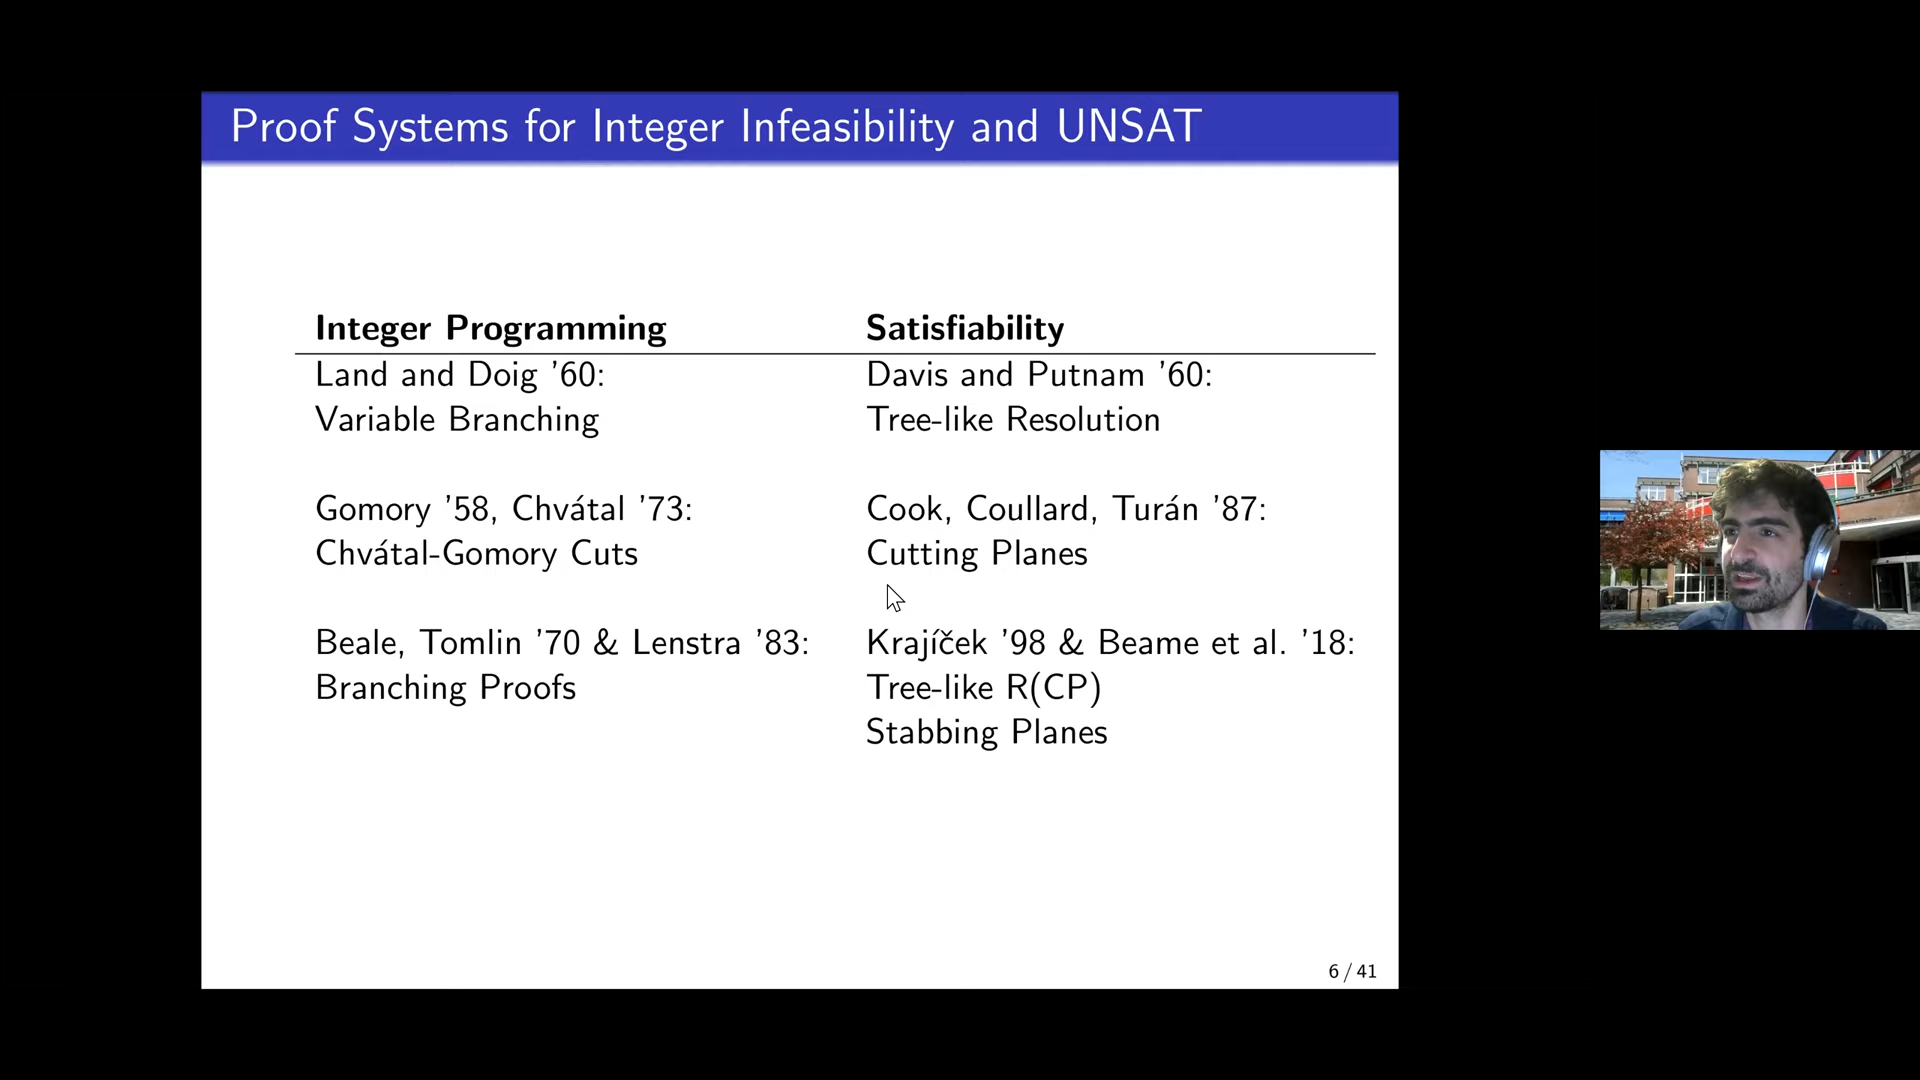 Proof Systems for Integer Infeasibility and UNSAT
Integer Programming
Satisfiability
Land and Doig '60:
Davis and Putnam '60:
Variable Branching
Tree-like Resolution
Gomory '58, Chvátal '73:
Cook, Coullard, Turán '87:
Chvátal-Gomory Cuts
Cutting Planes
Beale, Tomlin '70 & Lenstra '83:
Krajíček '98 & Beame et al. '18:
Branching Proofs
Tree-like R(CP)
Stabbing Planes
6 / 41